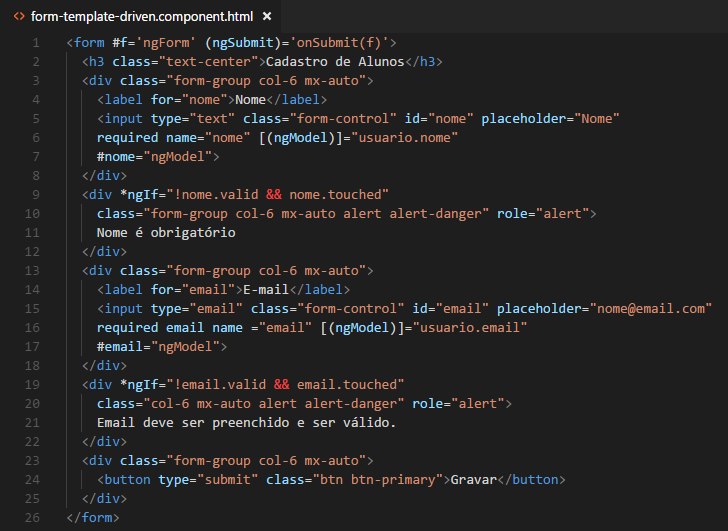 <> form-template-driven.component.html ×
1 <form #f='ngForm' (ngSubmit)='onSubmit(f)'>
2 <h3 class="text-center">Cadastro de Alunos</h3>
3 <div class="form-group col-6 mx-auto">
4 <label for="nome">Nome</label>
5 <input type="text" class="form-control" id="nome" placeholder="Nome"
6 required name="nome" [(ngModel)]="usuario.nome"
7 #nome="ngModel">
8 </div>
9 <div *ngIf="!nome.valid && nome.touched"
10 class="form-group col-6 mx-auto alert alert-danger" role="alert">
11 Nome é obrigatório
12 </div>
13 <div class="form-group col-6 mx-auto">
14 <label for="email">E-mail</label>
15 <input type="email" class="form-control" id="email" placeholder="nome@email.com"
16 required email name ="email" [(ngModel)]="usuario.email"
17 #email="ngModel">
18 </div>
19 <div *ngIf="!email.valid && email.touched"
20 class="col-6 mx-auto alert alert-danger" role="alert">
21 Email deve ser preenchido e ser válido.
22 </div>
23 <div class="form-group col-6 mx-auto">
24 <button type="submit" class="btn btn-primary">Gravar</button>
25 </div>
26 </form>